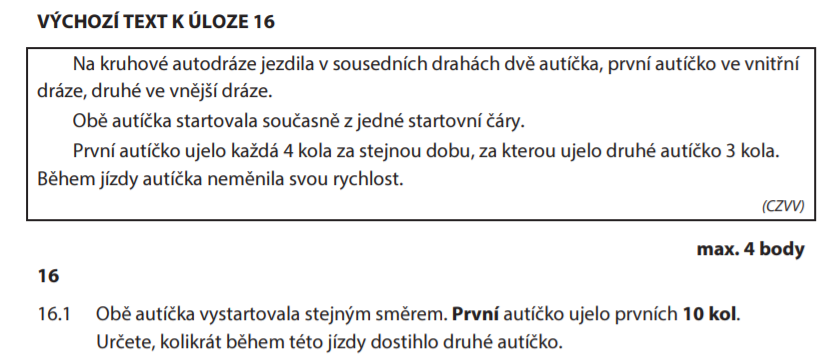 VÝCHOZÍ TEXT K ÚLOZE 16
Na kruhové autodráze jezdila v sousedních drahách dvě autíčka, první autíčko ve vnitřní
dráze, druhé ve vnější dráze.
Obě autíčka startovala současně z jedné startovní čáry.
První autíčko ujelo každá 4 kola za stejnou dobu, za kterou ujelo druhé autíčko 3 kola.
Během jízdy autíčka neměnila svou rychlost.
(CZVV)
max. 4 body
16
16.1 Obě autíčka vystartovala stejným směrem. První autíčko ujelo prvních 10 kol.
Určete, kolikrát během této jízdy dostihlo druhé autíčko.